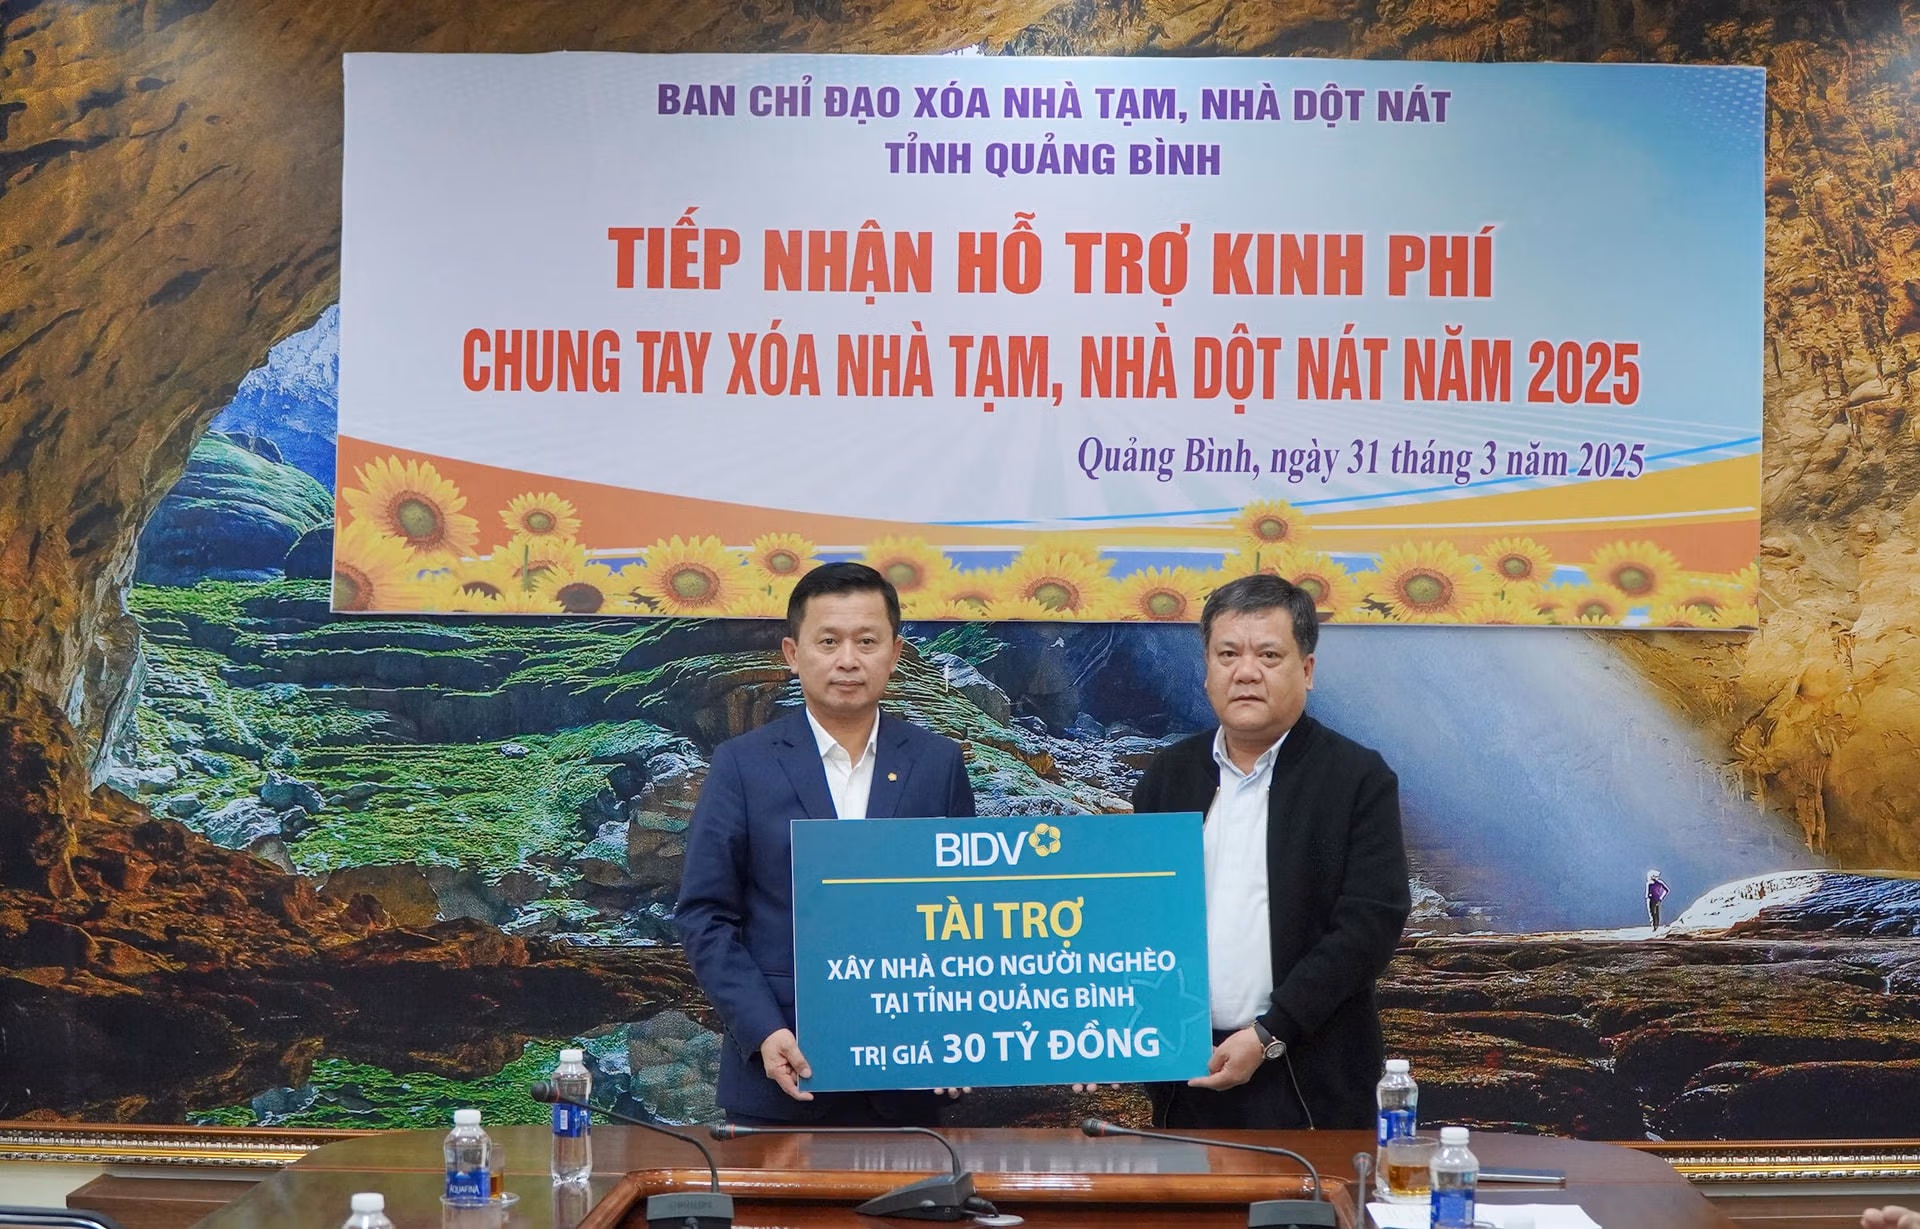 BAN CHỈ ĐẠO XÓA NHÀ TẠM, NHÀ DỘT NÁT
TỈNH QUẢNG BÌNH
TIẾP NHẬN HỖ TRỢ KINH PHÍ
CHUNG TAY XÓA NHÀ TẠM, NHÀ DỘT NÁT NĂM 2025
Quảng Bình, ngày 31 tháng 3 năm 2025
BIDV
TÀI TRỢ
XÂY NHÀ CHO NGƯỜI NGHÈO
TẠI TỈNH QUẢNG BÌNH
TRỊ GIÁ 30 TỶ ĐỒNG
AQUAFINA